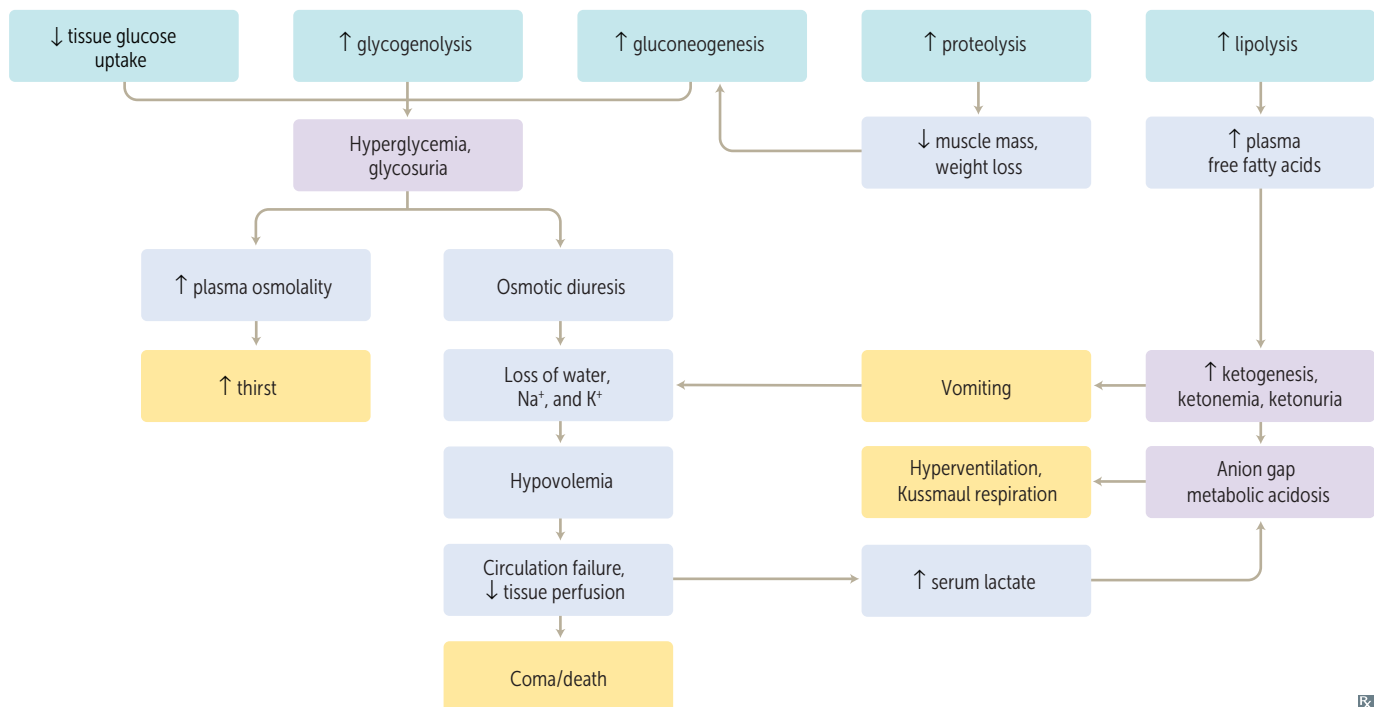 ↓ tissue glucose
uptake
↑ glycogenolysis
↑ gluconeogenesis
↑ proteolysis
↑ lipolysis
Hyperglycemia,
glycosuria
↓ muscle mass,
weight loss
↑ plasma
free fatty acids
↑ plasma osmolality
Osmotic diuresis
↑ thirst
Loss of water,
Na⁺, and K⁺
Vomiting
↑ ketogenesis,
ketonemia, ketonuria
Hypovolemia
Hyperventilation,
Kussmaul respiration
Anion gap
metabolic acidosis
Circulation failure,
↓ tissue perfusion
↑ serum lactate
Coma/death
Rx